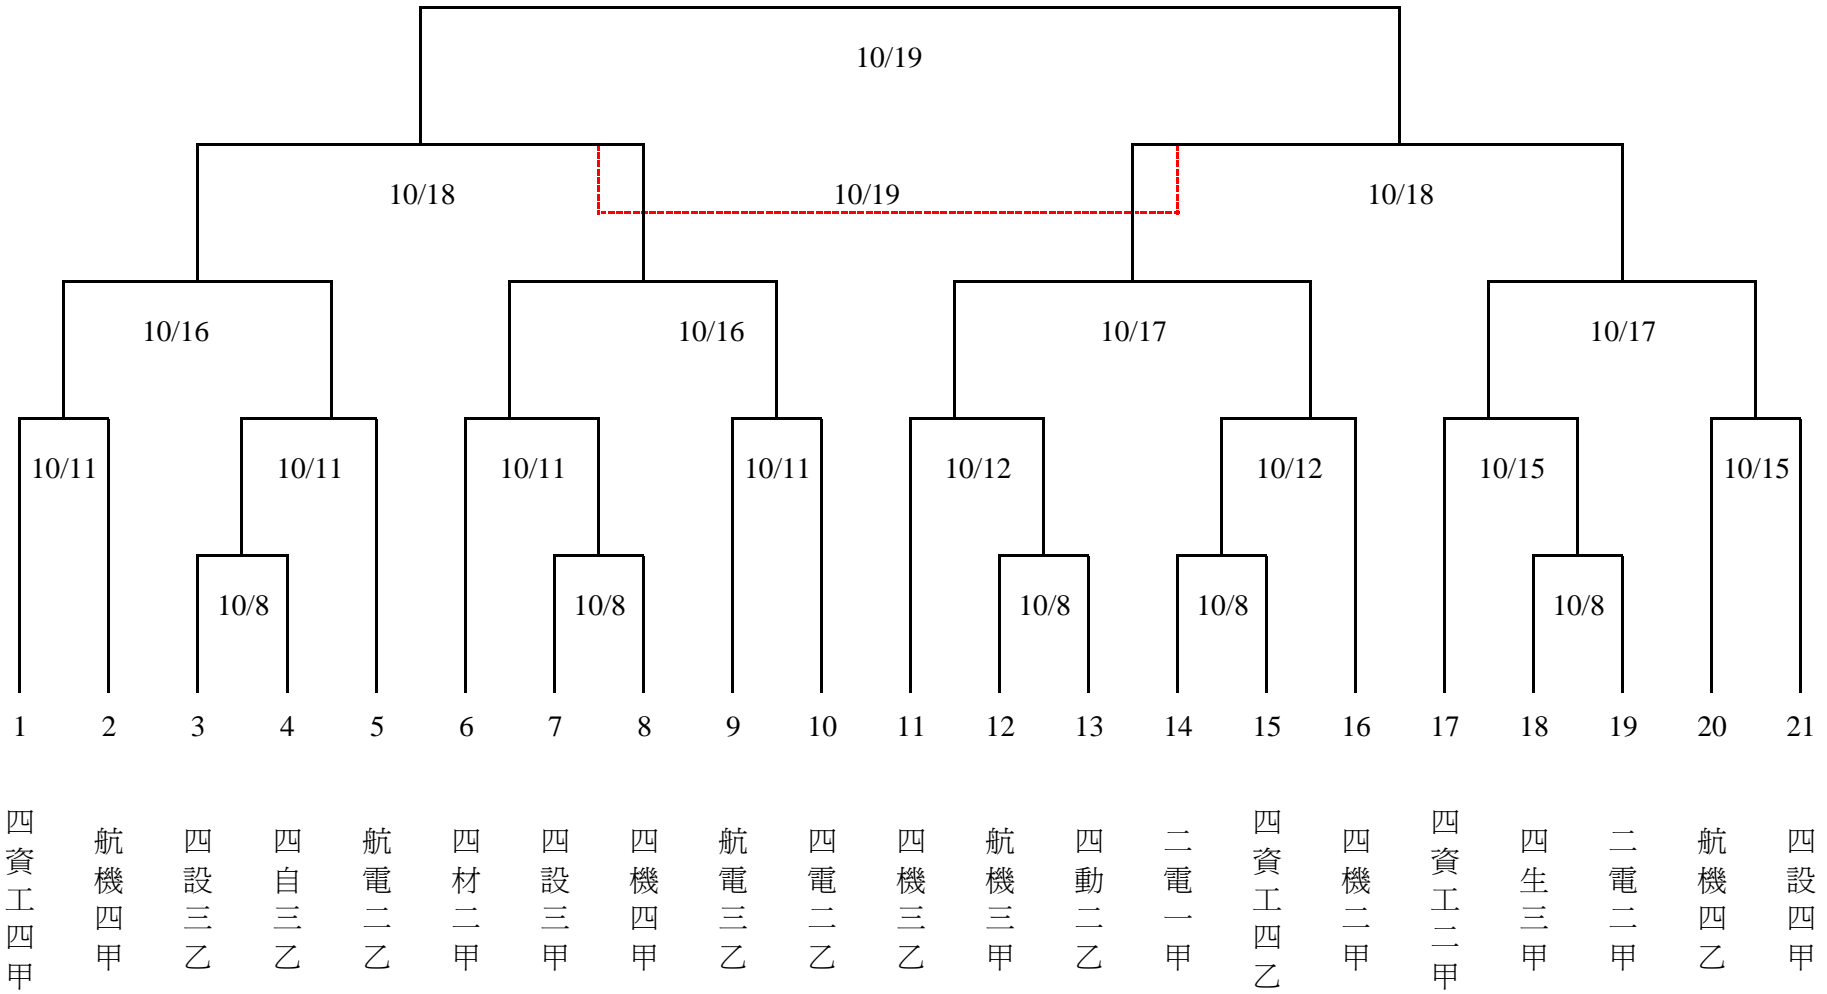 10/19
10/18 10/19 10/18
10/16 10/16 10/17 10/17
10/11 10/11 10/11 10/11 10/12 10/12 10/15 10/15
10/8 10/8 10/8 10/8 10/8
1 2 3 4 5 6 7 8 9 10 11 12 13 14 15 16 17 18 19 20 21
四資工四甲
航機四甲
四設三乙
四自三乙
航電二乙
四材二甲
四設三甲
四機四甲
航電三乙
四電二乙
四機三乙
航機三甲
四動二乙
二電一甲
四資工四乙
四機二甲
四資工二甲
四生三甲
二電二甲
航機四乙
四設四甲